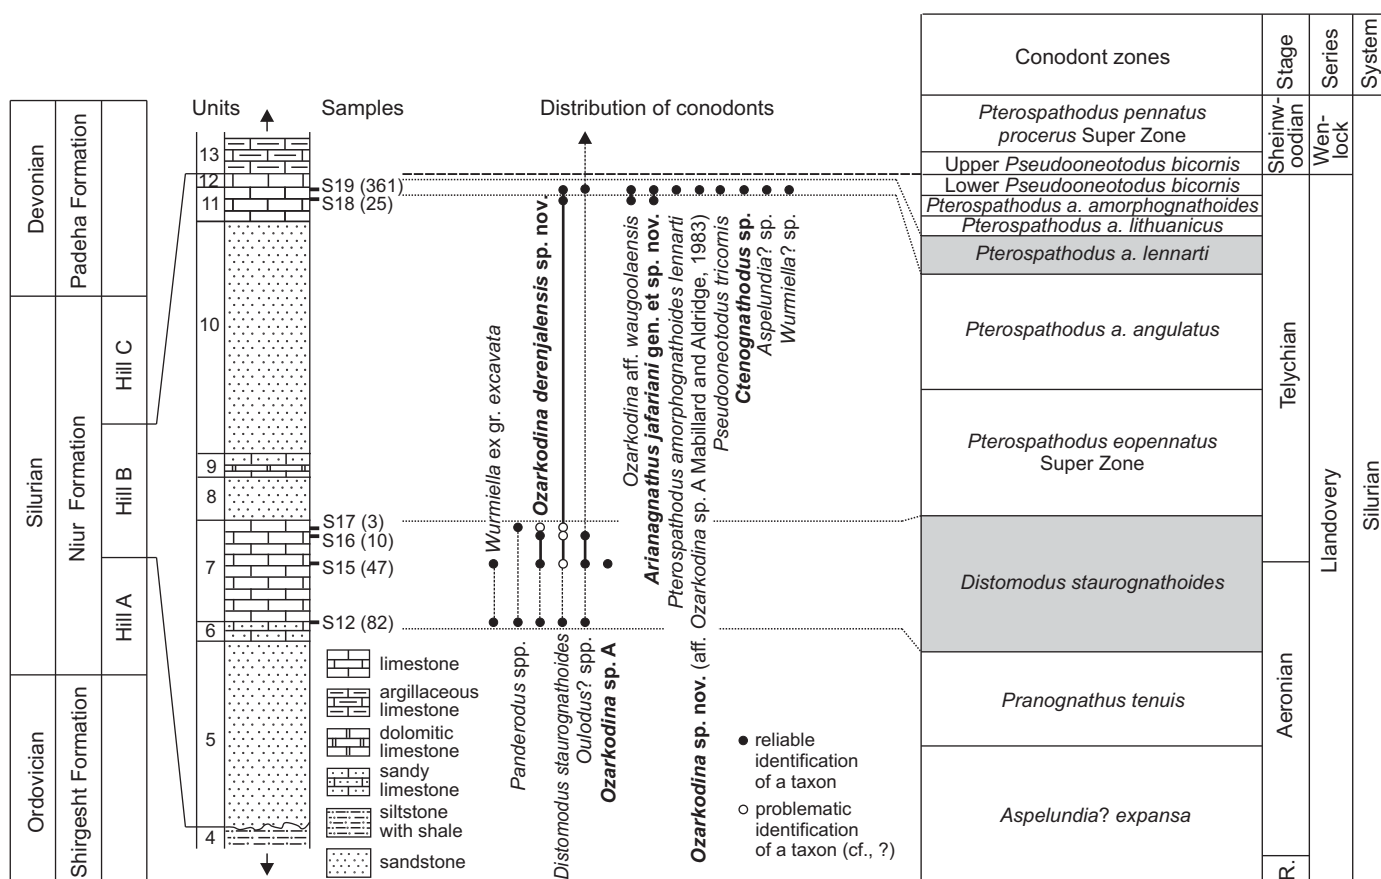 Units
Samples
Distribution of conodonts
Conodont zones
Stage
Series
System
Devonian
Silurian
Ordovician
Padeha Formation
Niur Formation
Shirgesht Formation
Hill C
Hill B
Hill A
13
12
11
10
9
8
7
6
5
4
S19 (361)
S18 (25)
S17 (3)
S16 (10)
S15 (47)
S12 (82)
Wurmiella ex gr. excavata
Panderodus spp.
Ozarkodina derenjalensis sp. nov.
Distomodus staurognathoides
Oulodus? spp.
Ozarkodina sp. A
Ozarkodina aff. waugoolaensis
Arianagnathus jafariani gen. et sp. nov.
Pterospathodus amorphognathoides lennarti
Ozarkodina sp. nov. (aff. Ozarkodina sp. A Mabillard and Aldridge, 1983)
Pseudooneotodus tricornis
Ctenognathodus sp.
Aspelundia? sp.
Wurmiella? sp.
limestone
argillaceous
limestone
dolomitic
limestone
sandy
limestone
siltstone
with shale
sandstone
reliable
identification
of a taxon
problematic
identification
of a taxon (cf., ?)
Pterospathodus pennatus
procerus Super Zone
Upper Pseudooneotodus bicornis
Lower Pseudooneotodus bicornis
Pterospathodus a. amorphognathoides
Pterospathodus a. lithuanicus
Pterospathodus a. lennarti
Pterospathodus a. angulatus
Pterospathodus eopennatus
Super Zone
Distomodus staurognathoides
Pranognathus tenuis
Aspelundia? expansa
Sheinw-
oodian
Telychian
Aeronian
R.
Wen-
lock
Llandovery
Silurian